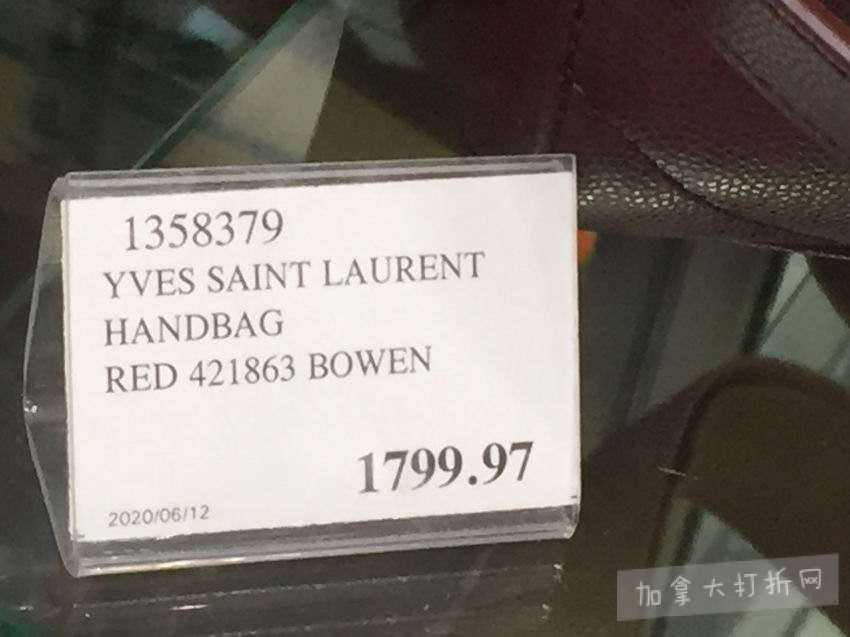 1358379
YVES SAINT LAURENT
HANDBAG
RED 421863 BOWEN
1799.97
2020/06/12
加拿大打折网